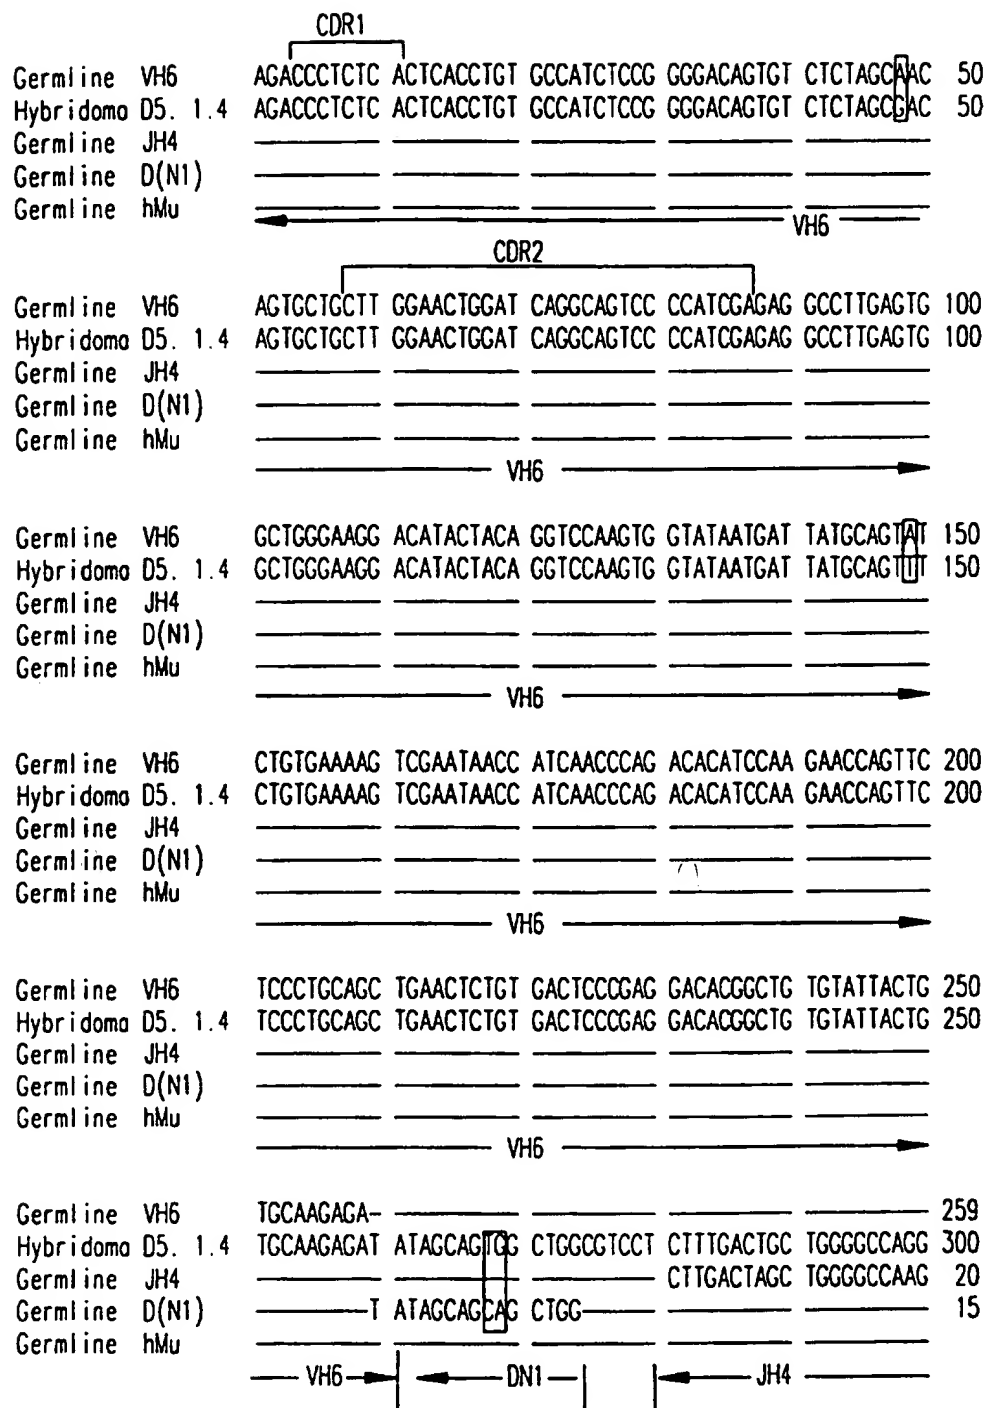 CDR1
Germline VH6 AGACCCTCTC ACTCACCTGT GCCATCTCCG GGGACAGTGT CTCTAGCAAC 50
Hybridoma D5. 1.4 AGACCCTCTC ACTCACCTGT GCCATCTCCG GGGACAGTGT CTCTAGCGAC 50
Germline JH4
Germline D(N1)
Germline hMu
VH6
CDR2
Germline VH6 AGTGCTGCTT GGAACTGGAT CAGGCAGTCC CCATCGAGAG GCCTTGAGTG 100
Hybridoma D5. 1.4 AGTGCTGCTT GGAACTGGAT CAGGCAGTCC CCATCGAGAG GCCTTGAGTG 100
Germline JH4
Germline D(N1)
Germline hMu
VH6
Germline VH6 GCTGGGAAGG ACATACTACA GGTCCAAGTG GTATAATGAT TATGCAGTAT 150
Hybridoma D5. 1.4 GCTGGGAAGG ACATACTACA GGTCCAAGTG GTATAATGAT TATGCAGTTT 150
Germline JH4
Germline D(N1)
Germline hMu
VH6
Germline VH6 CTGTGAAAAG TCGAATAACC ATCAACCCAG ACACATCCAA GAACCAGTTC 200
Hybridoma D5. 1.4 CTGTGAAAAG TCGAATAACC ATCAACCCAG ACACATCCAA GAACCAGTTC 200
Germline JH4
Germline D(N1)
Germline hMu
VH6
Germline VH6 TCCCTGCAGC TGAACTCTGT GACTCCCGAG GACACGGCTG TGTATTACTG 250
Hybridoma D5. 1.4 TCCCTGCAGC TGAACTCTGT GACTCCCGAG GACACGGCTG TGTATTACTG 250
Germline JH4
Germline D(N1)
Germline hMu
VH6
Germline VH6 TGCAAGAGA- 259
Hybridoma D5. 1.4 TGCAAGAGAT ATAGCAGTGG CTGGCGTCCT CTTTGACTGC TGGGGCCAGG 300
Germline JH4 CTTGACTAGC TGGGGCCAAG 20
Germline D(N1) T ATAGCAGCAG CTGG 15
Germline hMu
VH6 DN1 JH4